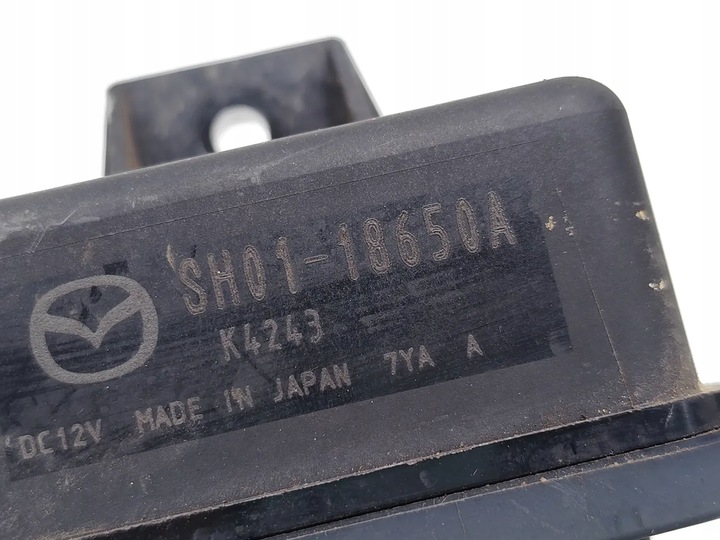 SH01-18650A
K4243
DC12V MADE IN JAPAN 7YA A